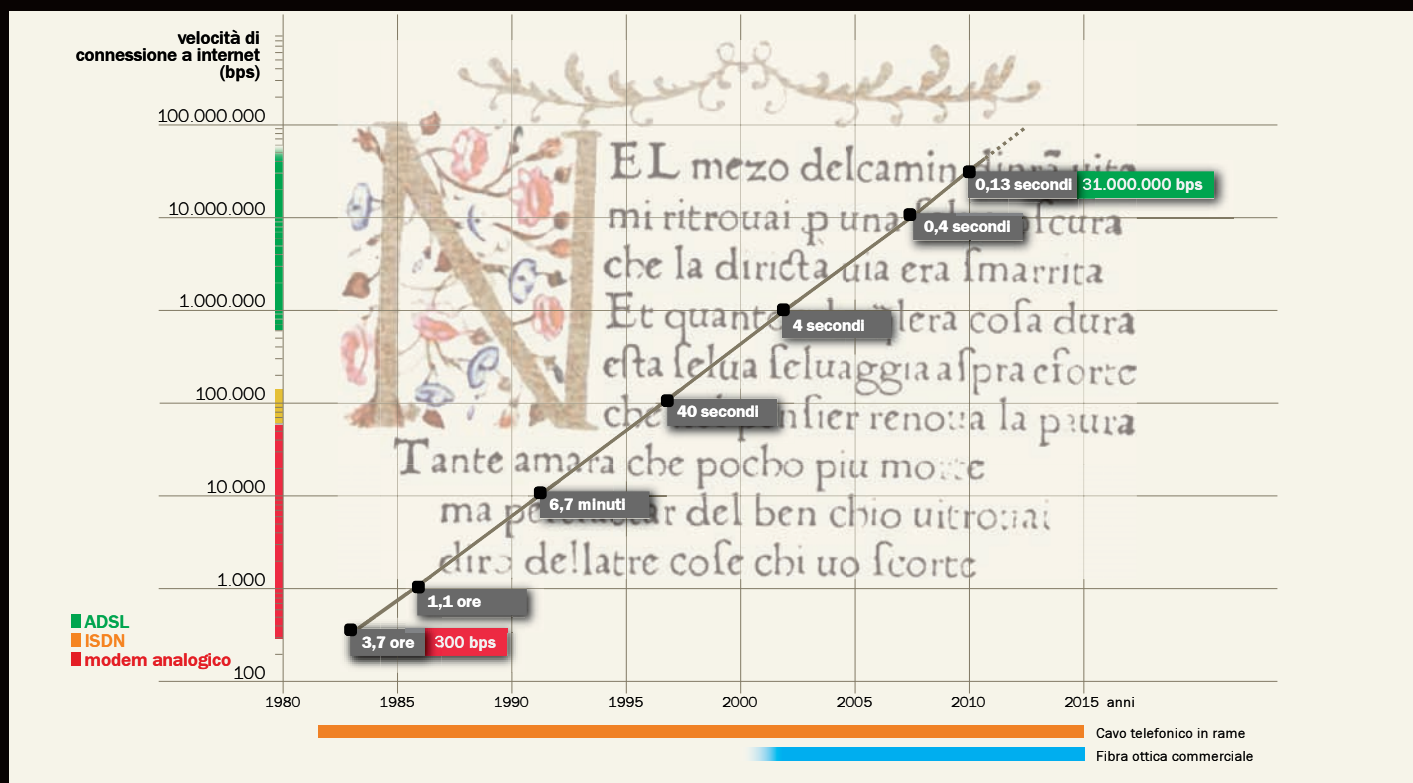 velocità di
connessione a internet
(bps)
100.000.000
10.000.000
1.000.000
100.000
10.000
1.000
100
ADSL
ISDN
modem analogico
EL mezo delcamin
0,13 secondi 31.000.000 bps
mi ritrouai p una ſcura
0,4 secondi
che la diricta uia era ſmarrita
Et lera coſa dura
4 secondi
eſta ſelua ſeluaggia aſpra eforte
che renoua la paura
40 secondi
Tante amara che pocho piu morte
ma del ben chio uitrouai
6,7 minuti
diro dellatre coſe chi uo ſcorte
1,1 ore
3,7 ore 300 bps
1980 1985 1990 1995 2000 2005 2010 2015 anni
Cavo telefonico in rame
Fibra ottica commerciale